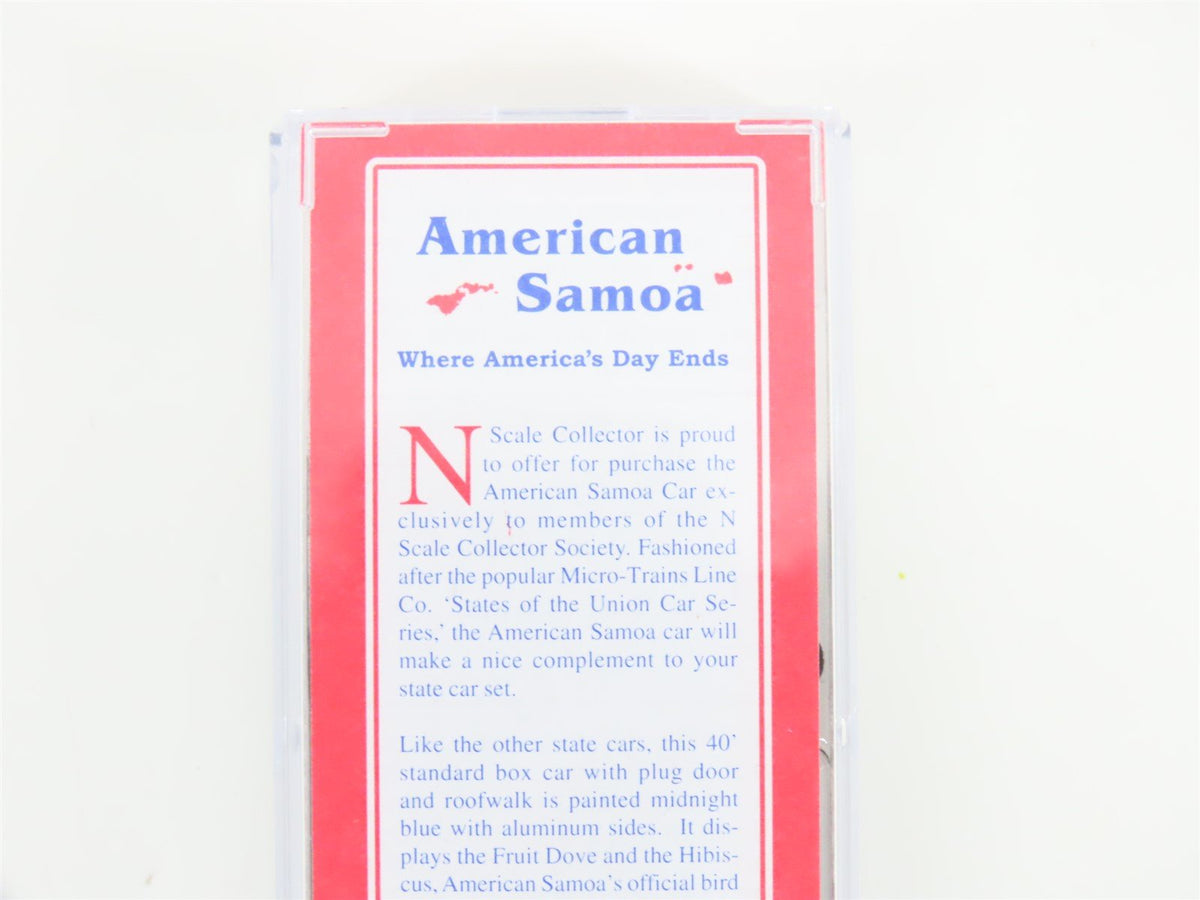 American
Samoa
Where America's Day Ends
N Scale Collector is proud
to offer for purchase the
American Samoa Car ex-
clusively to members of the N
Scale Collector Society. Fashioned
after the popular Micro-Trains Line
Co. ‘States of the Union Car Se-
ries,’ the American Samoa car will
make a nice complement to your
state car set.
Like the other state cars, this 40’
standard box car with plug door
and roofwalk is painted midnight
blue with aluminum sides. It dis-
plays the Fruit Dove and the Hibis-
cus, American Samoa’s official bird